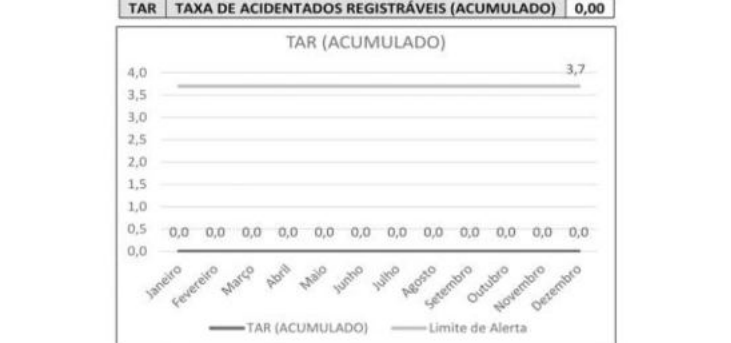 TAR TAXA DE ACIDENTADOS REGISTRÁVEIS (ACUMULADO) 0,00
TAR (ACUMULADO)
4,0
3,7
3,5
3,0
2,5
2,0
1,5
1,0
0,5
0,0 0,0 0,0 0,0 0,0 0,0 0,0 0,0 0,0 0,0 0,0 0,0
0,0
Janeiro Fevereiro Março Abril Maio Junho Julho Agosto Setembro Outubro Novembro Dezembro
TAR (ACUMULADO) Limite de Alerta